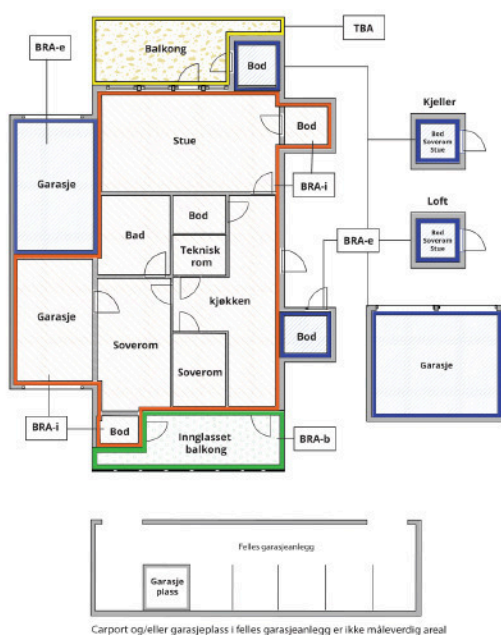 TBA
BRA-e
Balkong
Bod
Kjeller
Bod
Soverom
Stue
Stue
Bod
Garasje
BRA-i
Loft
Bod
Bad
Teknisk
rom
BRA-e
Bod
Soverom
Stue
Garasje
kjøkken
Bod
Soverom
Soverom
Garasje
BRA-i
Bod
Innglasset
balkong
BRA-b
Felles garasjeanlegg
Garasje
plass
Carport og/eller garasjeplass i felles garasjeanlegg er ikke måleverdig areal